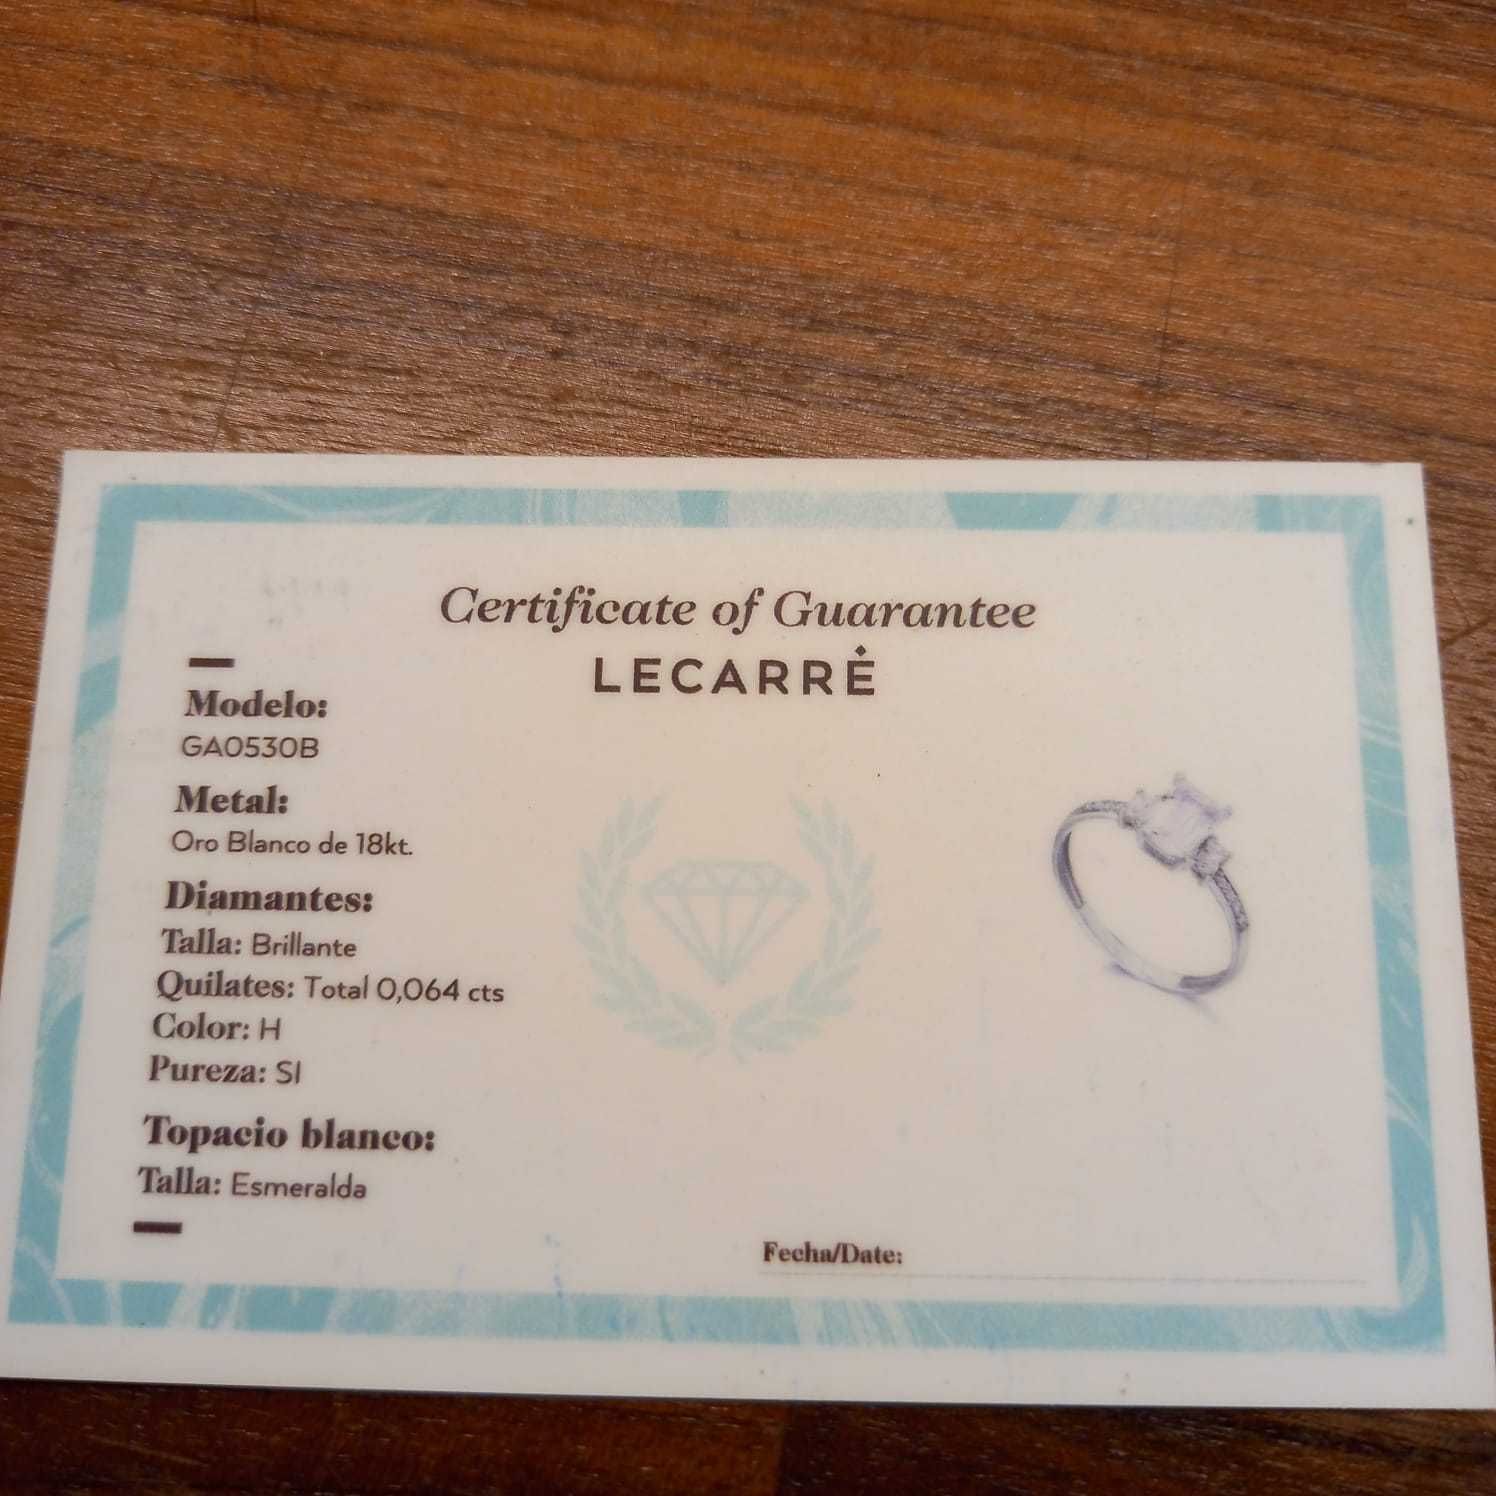 Certificate of Guarantee
LECARRĖ
Modelo:
GA0530B
Metal:
Oro Blanco de 18kt.
Diamantes:
Talla: Brillante
Quilates: Total 0,064 cts
Color: H
Pureza: SI
Topacio blanco:
Talla: Esmeralda
Fecha/Date: